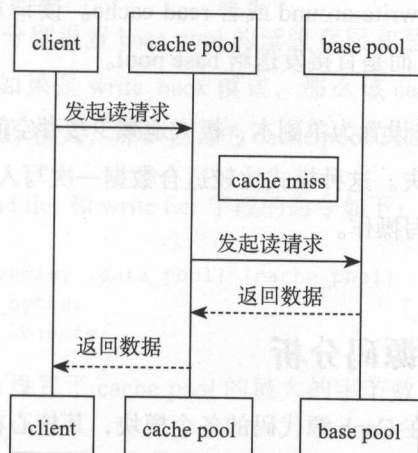 client cache pool base pool
发起读请求
cache miss
发起读请求
返回数据
返回数据
client cache pool base pool